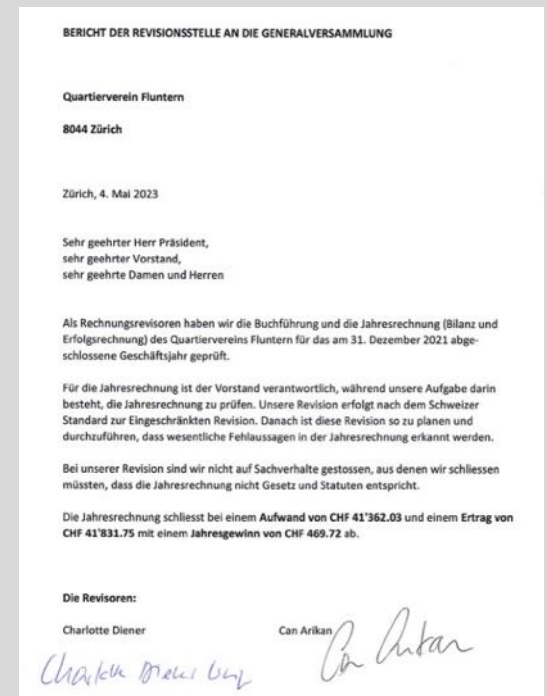 BERICHT DER REVISIONSSTELLE AN DIE GENERALVERSAMMLUNG
Quartierverein Fluntern
8044 Zürich
Zürich, 4. Mai 2023
Sehr geehrter Herr Präsident,
sehr geehrter Vorstand,
sehr geehrte Damen und Herren
Als Rechnungsrevisoren haben wir die Buchführung und die Jahresrechnung (Bilanz und
Erfolgsrechnung) des Quartiervereins Fluntern für das am 31. Dezember 2021 abge-
schlossene Geschäftsjahr geprüft.
Für die Jahresrechnung ist der Vorstand verantwortlich, während unsere Aufgabe darin
besteht, die Jahresrechnung zu prüfen. Unsere Revision erfolgt nach dem Schweizer
Standard zur Eingeschränkten Revision. Danach ist diese Revision so zu planen und
durchzuführen, dass wesentliche Fehlaussagen in der Jahresrechnung erkannt werden.
Bei unserer Revision sind wir nicht auf Sachverhalte gestossen, aus denen wir schliessen
müssten, dass die Jahresrechnung nicht Gesetz und Statuten entspricht.
Die Jahresrechnung schliesst bei einem Aufwand von CHF 41'362.03 und einem Ertrag von
CHF 41'831.75 mit einem Jahresgewinn von CHF 469.72 ab.
Die Revisoren:
Charlotte Diener Can Arikan
Charlotte Diener Can Arikan